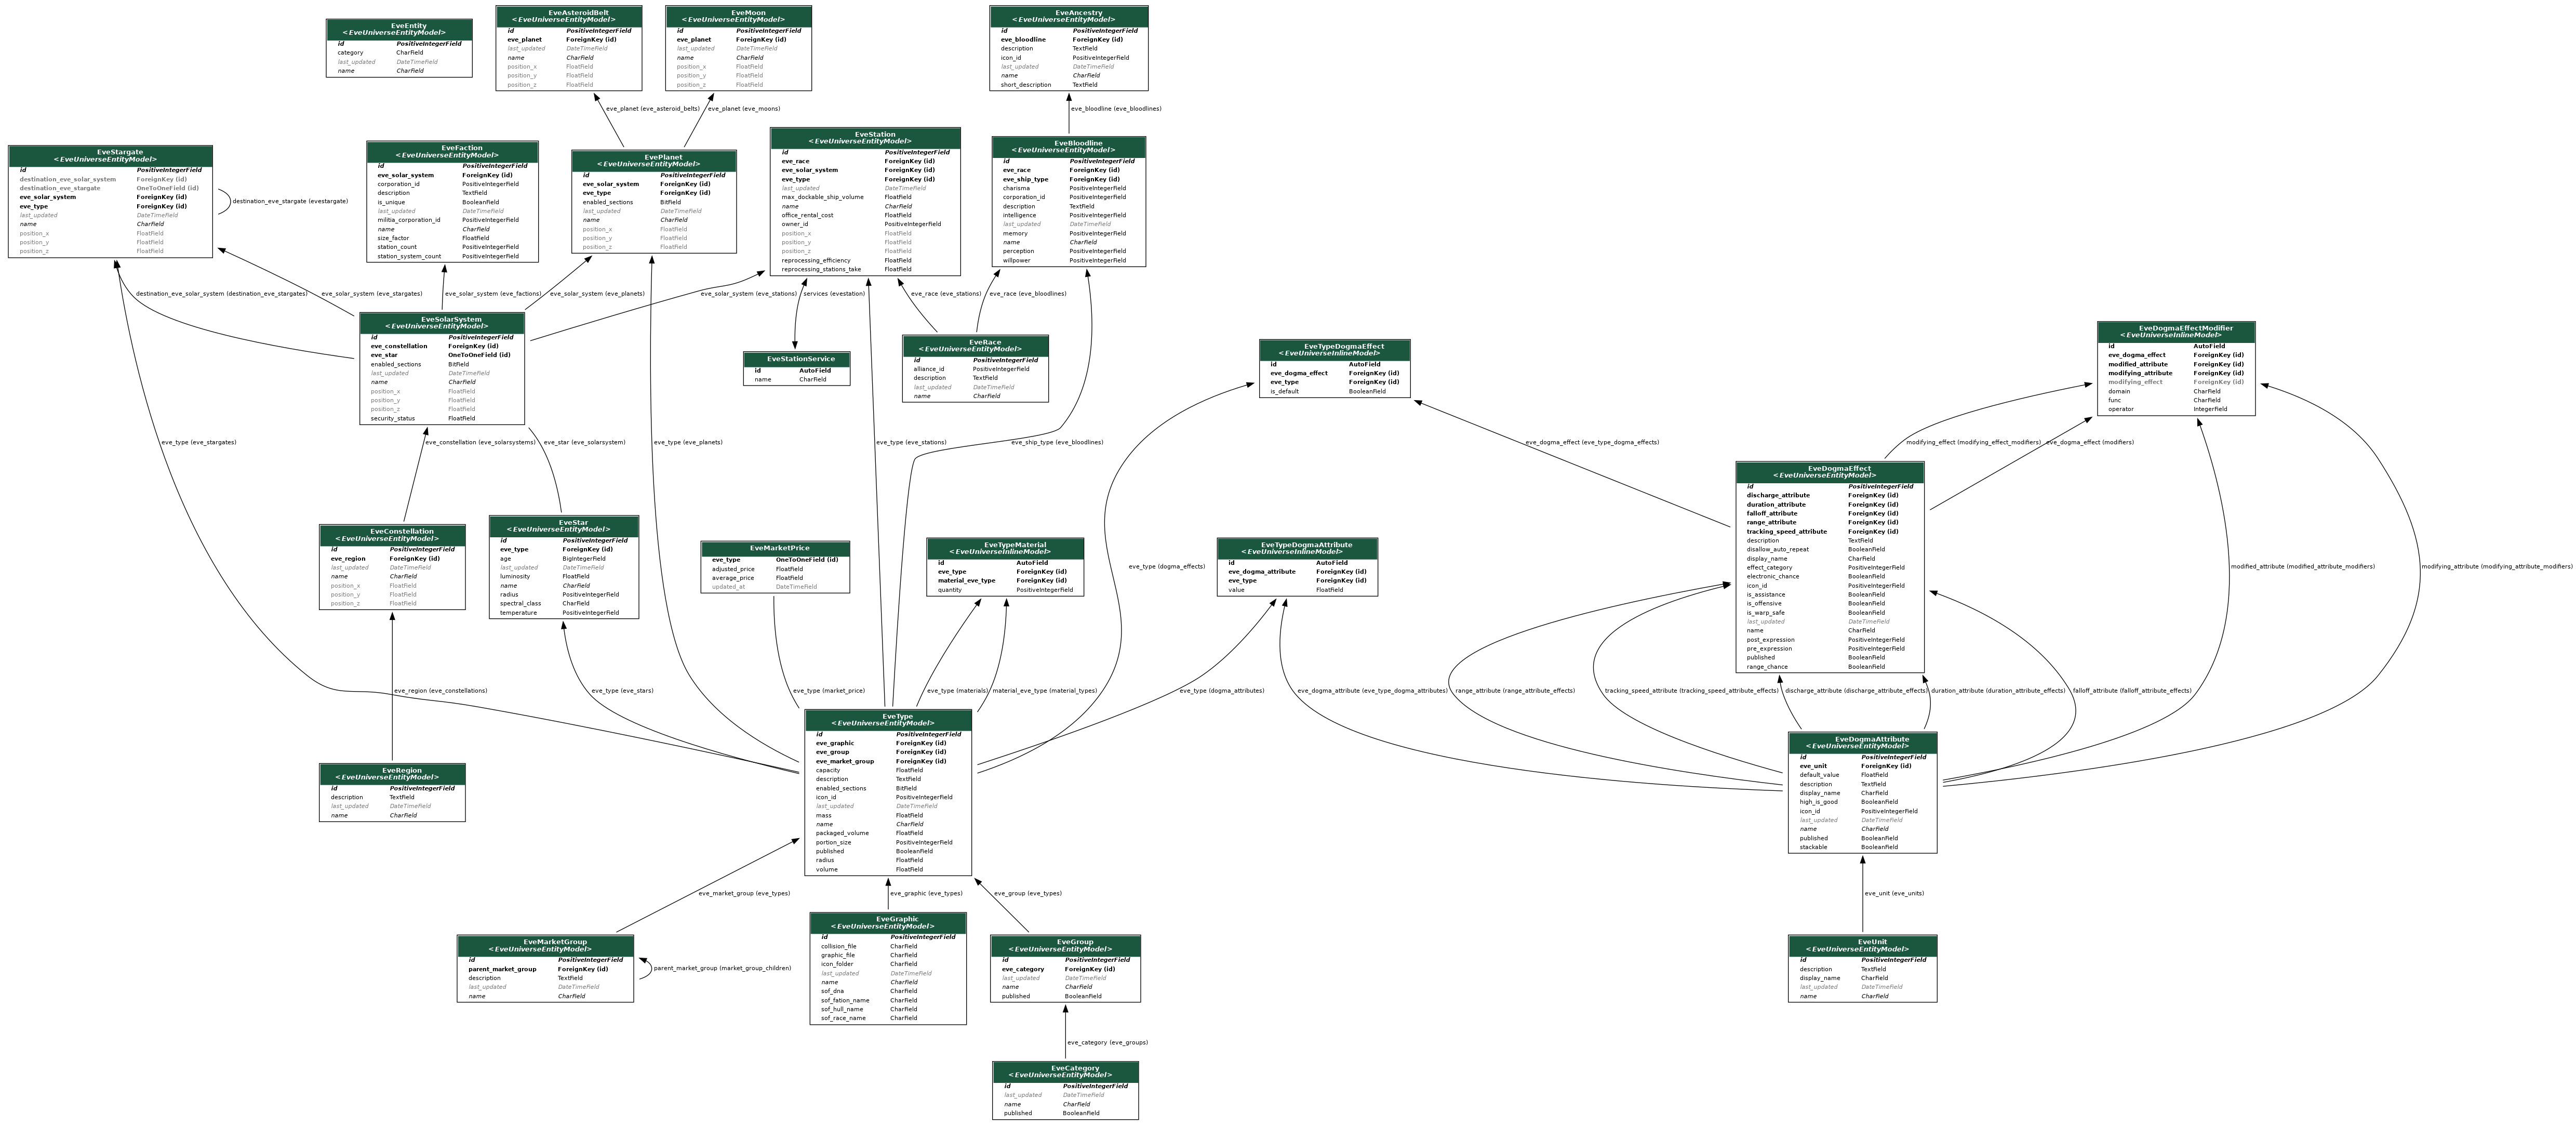 EveEntity
<EveUniverseEntityModel>
id PositiveIntegerField
category CharField
last_updated DateTimeField
name CharField
EveAsteroidBelt
<EveUniverseEntityModel>
id PositiveIntegerField
eve_planet ForeignKey (id)
last_updated DateTimeField
name CharField
position_x FloatField
position_y FloatField
position_z FloatField
EveMoon
<EveUniverseEntityModel>
id PositiveIntegerField
eve_planet ForeignKey (id)
last_updated DateTimeField
name CharField
position_x FloatField
position_y FloatField
position_z FloatField
EveAncestry
<EveUniverseEntityModel>
id PositiveIntegerField
eve_bloodline ForeignKey (id)
description TextField
icon_id PositiveIntegerField
last_updated DateTimeField
name CharField
short_description TextField
eve_planet (eve_asteroid_belts)
eve_planet (eve_moons)
eve_bloodline (eve_bloodlines)
EveStargate
<EveUniverseEntityModel>
id PositiveIntegerField
destination_eve_solar_system ForeignKey (id)
destination_eve_stargate OneToOneField (id)
eve_solar_system ForeignKey (id)
eve_type ForeignKey (id)
last_updated DateTimeField
name CharField
position_x FloatField
position_y FloatField
position_z FloatField
destination_eve_stargate (evestargate)
EveFaction
<EveUniverseEntityModel>
id PositiveIntegerField
eve_solar_system ForeignKey (id)
corporation_id PositiveIntegerField
description TextField
is_unique BooleanField
last_updated DateTimeField
militia_corporation_id PositiveIntegerField
name CharField
size_factor FloatField
station_count PositiveIntegerField
station_system_count PositiveIntegerField
EvePlanet
<EveUniverseEntityModel>
id PositiveIntegerField
eve_solar_system ForeignKey (id)
eve_type ForeignKey (id)
enabled_sections BitField
last_updated DateTimeField
name CharField
position_x FloatField
position_y FloatField
position_z FloatField
EveStation
<EveUniverseEntityModel>
id PositiveIntegerField
eve_race ForeignKey (id)
eve_solar_system ForeignKey (id)
eve_type ForeignKey (id)
last_updated DateTimeField
max_dockable_ship_volume FloatField
name CharField
office_rental_cost FloatField
owner_id PositiveIntegerField
position_x FloatField
position_y FloatField
position_z FloatField
reprocessing_efficiency FloatField
reprocessing_stations_take FloatField
EveBloodline
<EveUniverseEntityModel>
id PositiveIntegerField
eve_race ForeignKey (id)
eve_ship_type ForeignKey (id)
charisma PositiveIntegerField
corporation_id PositiveIntegerField
description TextField
intelligence PositiveIntegerField
last_updated DateTimeField
memory PositiveIntegerField
name CharField
perception PositiveIntegerField
willpower PositiveIntegerField
destination_eve_solar_system (destination_eve_stargates)
eve_solar_system (eve_stargates)
eve_solar_system (eve_factions)
eve_solar_system (eve_planets)
eve_solar_system (eve_stations)
services (evestation)
eve_race (eve_stations)
eve_race (eve_bloodlines)
EveSolarSystem
<EveUniverseEntityModel>
id PositiveIntegerField
eve_constellation ForeignKey (id)
eve_star OneToOneField (id)
enabled_sections BitField
last_updated DateTimeField
name CharField
position_x FloatField
position_y FloatField
position_z FloatField
security_status FloatField
EveStationService
id AutoField
name CharField
EveRace
<EveUniverseEntityModel>
id PositiveIntegerField
alliance_id PositiveIntegerField
description TextField
last_updated DateTimeField
name CharField
EveTypeDogmaEffect
<EveUniverseInlineModel>
id AutoField
eve_dogma_effect ForeignKey (id)
eve_type ForeignKey (id)
is_default BooleanField
EveDogmaEffectModifier
<EveUniverseInlineModel>
id AutoField
eve_dogma_effect ForeignKey (id)
modified_attribute ForeignKey (id)
modifying_attribute ForeignKey (id)
modifying_effect ForeignKey (id)
domain CharField
func CharField
operator IntegerField
eve_type (eve_stargates)
eve_constellation (eve_solarsystems)
eve_star (eve_solarsystem)
eve_type (eve_planets)
eve_type (eve_stations)
eve_ship_type (eve_bloodlines)
eve_dogma_effect (eve_type_dogma_effects)
modifying_effect (modifying_effect_modifiers)
eve_dogma_effect (modifiers)
EveConstellation
<EveUniverseEntityModel>
id PositiveIntegerField
eve_region ForeignKey (id)
last_updated DateTimeField
name CharField
position_x FloatField
position_y FloatField
position_z FloatField
EveStar
<EveUniverseEntityModel>
id PositiveIntegerField
eve_type ForeignKey (id)
age BigIntegerField
last_updated DateTimeField
luminosity FloatField
name CharField
radius PositiveIntegerField
spectral_class CharField
temperature PositiveIntegerField
EveMarketPrice
eve_type OneToOneField (id)
adjusted_price FloatField
average_price FloatField
updated_at DateTimeField
EveTypeMaterial
<EveUniverseInlineModel>
id AutoField
eve_type ForeignKey (id)
material_eve_type ForeignKey (id)
quantity PositiveIntegerField
eve_type (dogma_effects)
EveTypeDogmaAttribute
<EveUniverseInlineModel>
id AutoField
eve_dogma_attribute ForeignKey (id)
eve_type ForeignKey (id)
value FloatField
EveDogmaEffect
<EveUniverseEntityModel>
id PositiveIntegerField
discharge_attribute ForeignKey (id)
duration_attribute ForeignKey (id)
falloff_attribute ForeignKey (id)
range_attribute ForeignKey (id)
tracking_speed_attribute ForeignKey (id)
description TextField
disallow_auto_repeat BooleanField
display_name CharField
effect_category PositiveIntegerField
electronic_chance BooleanField
icon_id PositiveIntegerField
is_assistance BooleanField
is_offensive BooleanField
is_warp_safe BooleanField
last_updated DateTimeField
name CharField
post_expression PositiveIntegerField
pre_expression PositiveIntegerField
published BooleanField
range_chance BooleanField
modified_attribute (modified_attribute_modifiers)
modifying_attribute (modifying_attribute_modifiers)
eve_region (eve_constellations)
eve_type (eve_stars)
eve_type (market_price)
eve_type (materials)
material_eve_type (material_types)
eve_type (dogma_attributes)
eve_dogma_attribute (eve_type_dogma_attributes)
range_attribute (range_attribute_effects)
tracking_speed_attribute (tracking_speed_attribute_effects)
discharge_attribute (discharge_attribute_effects)
duration_attribute (duration_attribute_effects)
falloff_attribute (falloff_attribute_effects)
EveRegion
<EveUniverseEntityModel>
id PositiveIntegerField
description TextField
last_updated DateTimeField
name CharField
EveType
<EveUniverseEntityModel>
id PositiveIntegerField
eve_graphic ForeignKey (id)
eve_group ForeignKey (id)
eve_market_group ForeignKey (id)
capacity FloatField
description TextField
enabled_sections BitField
icon_id PositiveIntegerField
last_updated DateTimeField
mass FloatField
name CharField
packaged_volume FloatField
portion_size PositiveIntegerField
published BooleanField
radius FloatField
volume FloatField
EveDogmaAttribute
<EveUniverseEntityModel>
id PositiveIntegerField
eve_unit ForeignKey (id)
default_value FloatField
description TextField
display_name CharField
high_is_good BooleanField
icon_id PositiveIntegerField
last_updated DateTimeField
name CharField
published BooleanField
stackable BooleanField
eve_market_group (eve_types)
eve_graphic (eve_types)
eve_group (eve_types)
eve_unit (eve_units)
EveMarketGroup
<EveUniverseEntityModel>
id PositiveIntegerField
parent_market_group ForeignKey (id)
description TextField
last_updated DateTimeField
name CharField
parent_market_group (market_group_children)
EveGraphic
<EveUniverseEntityModel>
id PositiveIntegerField
collision_file CharField
graphic_file CharField
icon_folder CharField
last_updated DateTimeField
name CharField
sof_dna CharField
sof_fation_name CharField
sof_hull_name CharField
sof_race_name CharField
EveGroup
<EveUniverseEntityModel>
id PositiveIntegerField
eve_category ForeignKey (id)
last_updated DateTimeField
name CharField
published BooleanField
EveUnit
<EveUniverseEntityModel>
id PositiveIntegerField
description TextField
display_name CharField
last_updated DateTimeField
name CharField
eve_category (eve_groups)
EveCategory
<EveUniverseEntityModel>
id PositiveIntegerField
last_updated DateTimeField
name CharField
published BooleanField